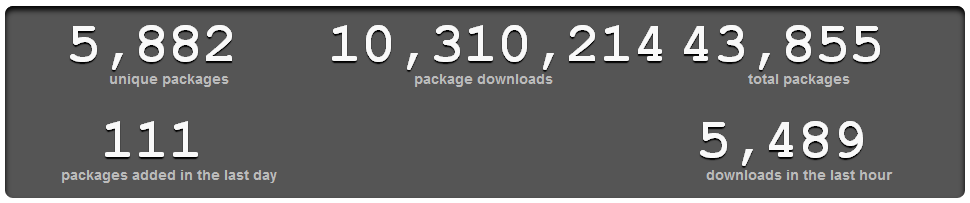 5,882 10,310,214 43,855
unique packages package downloads total packages
111 5,489
packages added in the last day downloads in the last hour